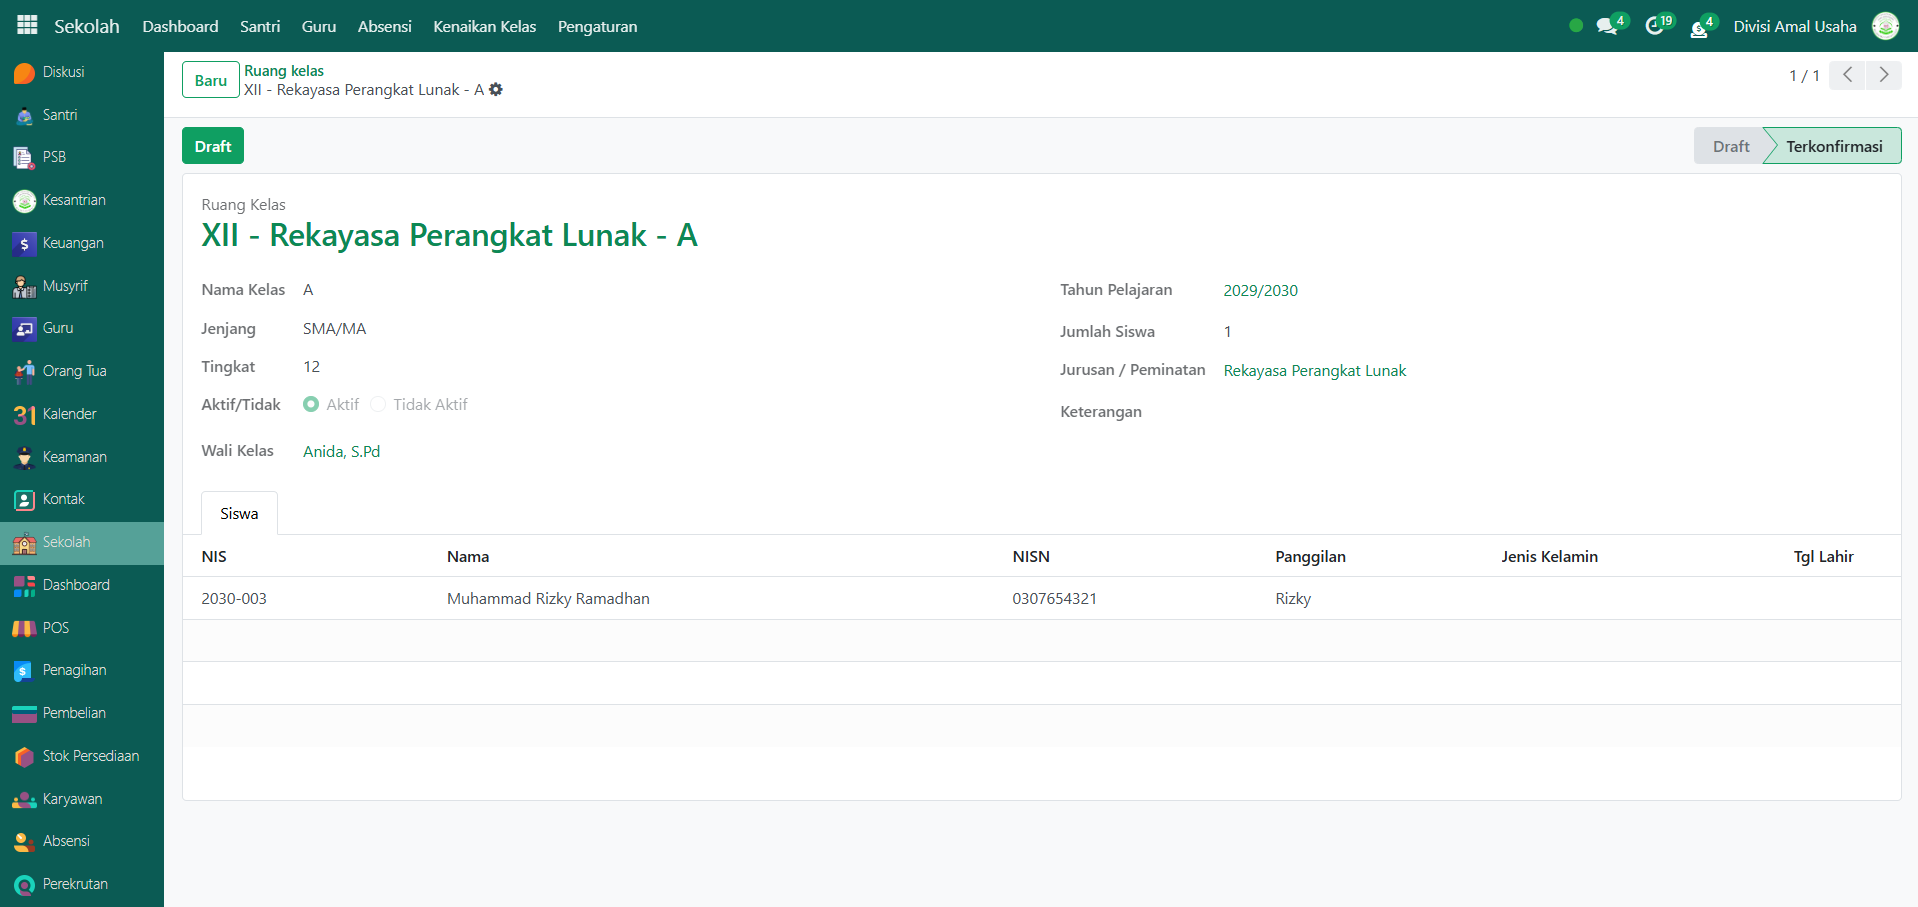 Sekolah Dashboard Santri Guru Absensi Kenaikan Kelas Pengaturan 4 19 4 Divisi Amal Usaha
Diskusi
Santri
PSB
Kesantrian
Keuangan
Musyrif
Guru
Orang Tua
31 Kalender
Keamanan
Kontak
Sekolah
Dashboard
POS
Penagihan
Pembelian
Stok Persediaan
Karyawan
Absensi
Perekrutan
Baru
Ruang kelas
XII - Rekayasa Perangkat Lunak - A
1 / 1
Draft
Draft Terkonfirmasi
Ruang Kelas
XII - Rekayasa Perangkat Lunak - A
Nama Kelas A
Jenjang SMA/MA
Tingkat 12
Aktif/Tidak Aktif Tidak Aktif
Wali Kelas Anida, S.Pd
Tahun Pelajaran 2029/2030
Jumlah Siswa 1
Jurusan / Peminatan Rekayasa Perangkat Lunak
Keterangan
Siswa
NIS Nama NISN Panggilan Jenis Kelamin Tgl Lahir
2030-003 Muhammad Rizky Ramadhan 0307654321 Rizky